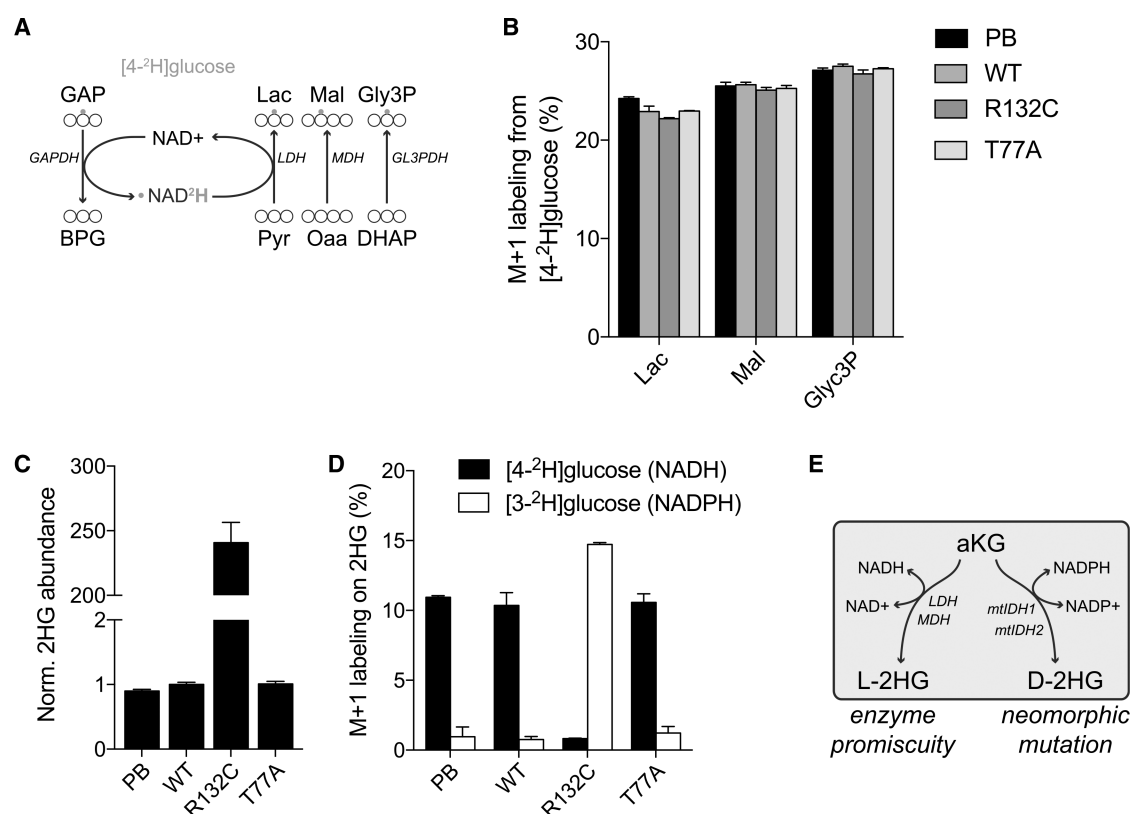 A
[4-²H]glucose
GAP
Lac Mal Gly3P
NAD+
GAPDH
LDH
MDH
GL3PDH
NAD²H
BPG
Pyr Oaa DHAP
B
M+1 labeling from
[4-²H]glucose (%)
30
20
10
0
Lac
Mal
Glyc3P
PB
WT
R132C
T77A
C
Norm. 2HG abundance
300
250
200
2
1
0
PB
WT
R132C
T77A
D
M+1 labeling on 2HG (%)
20
15
10
5
0
[4-²H]glucose (NADH)
[3-²H]glucose (NADPH)
PB
WT
R132C
T77A
E
aKG
NADH
NADPH
NAD+
LDH
MDH
mtIDH1
mtIDH2
NADP+
L-2HG
D-2HG
enzyme
promiscuity
neomorphic
mutation